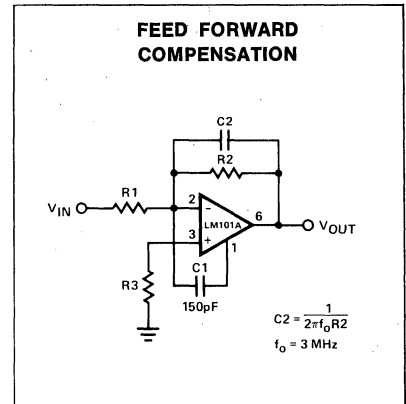 FEED FORWARD
COMPENSATION
C2
R2
R1
V_IN
2
-
LM101A
6
V_OUT
3
+
1
C1
R3
150pF
C2 = 1 / 2πf_oR2
f_o = 3 MHz